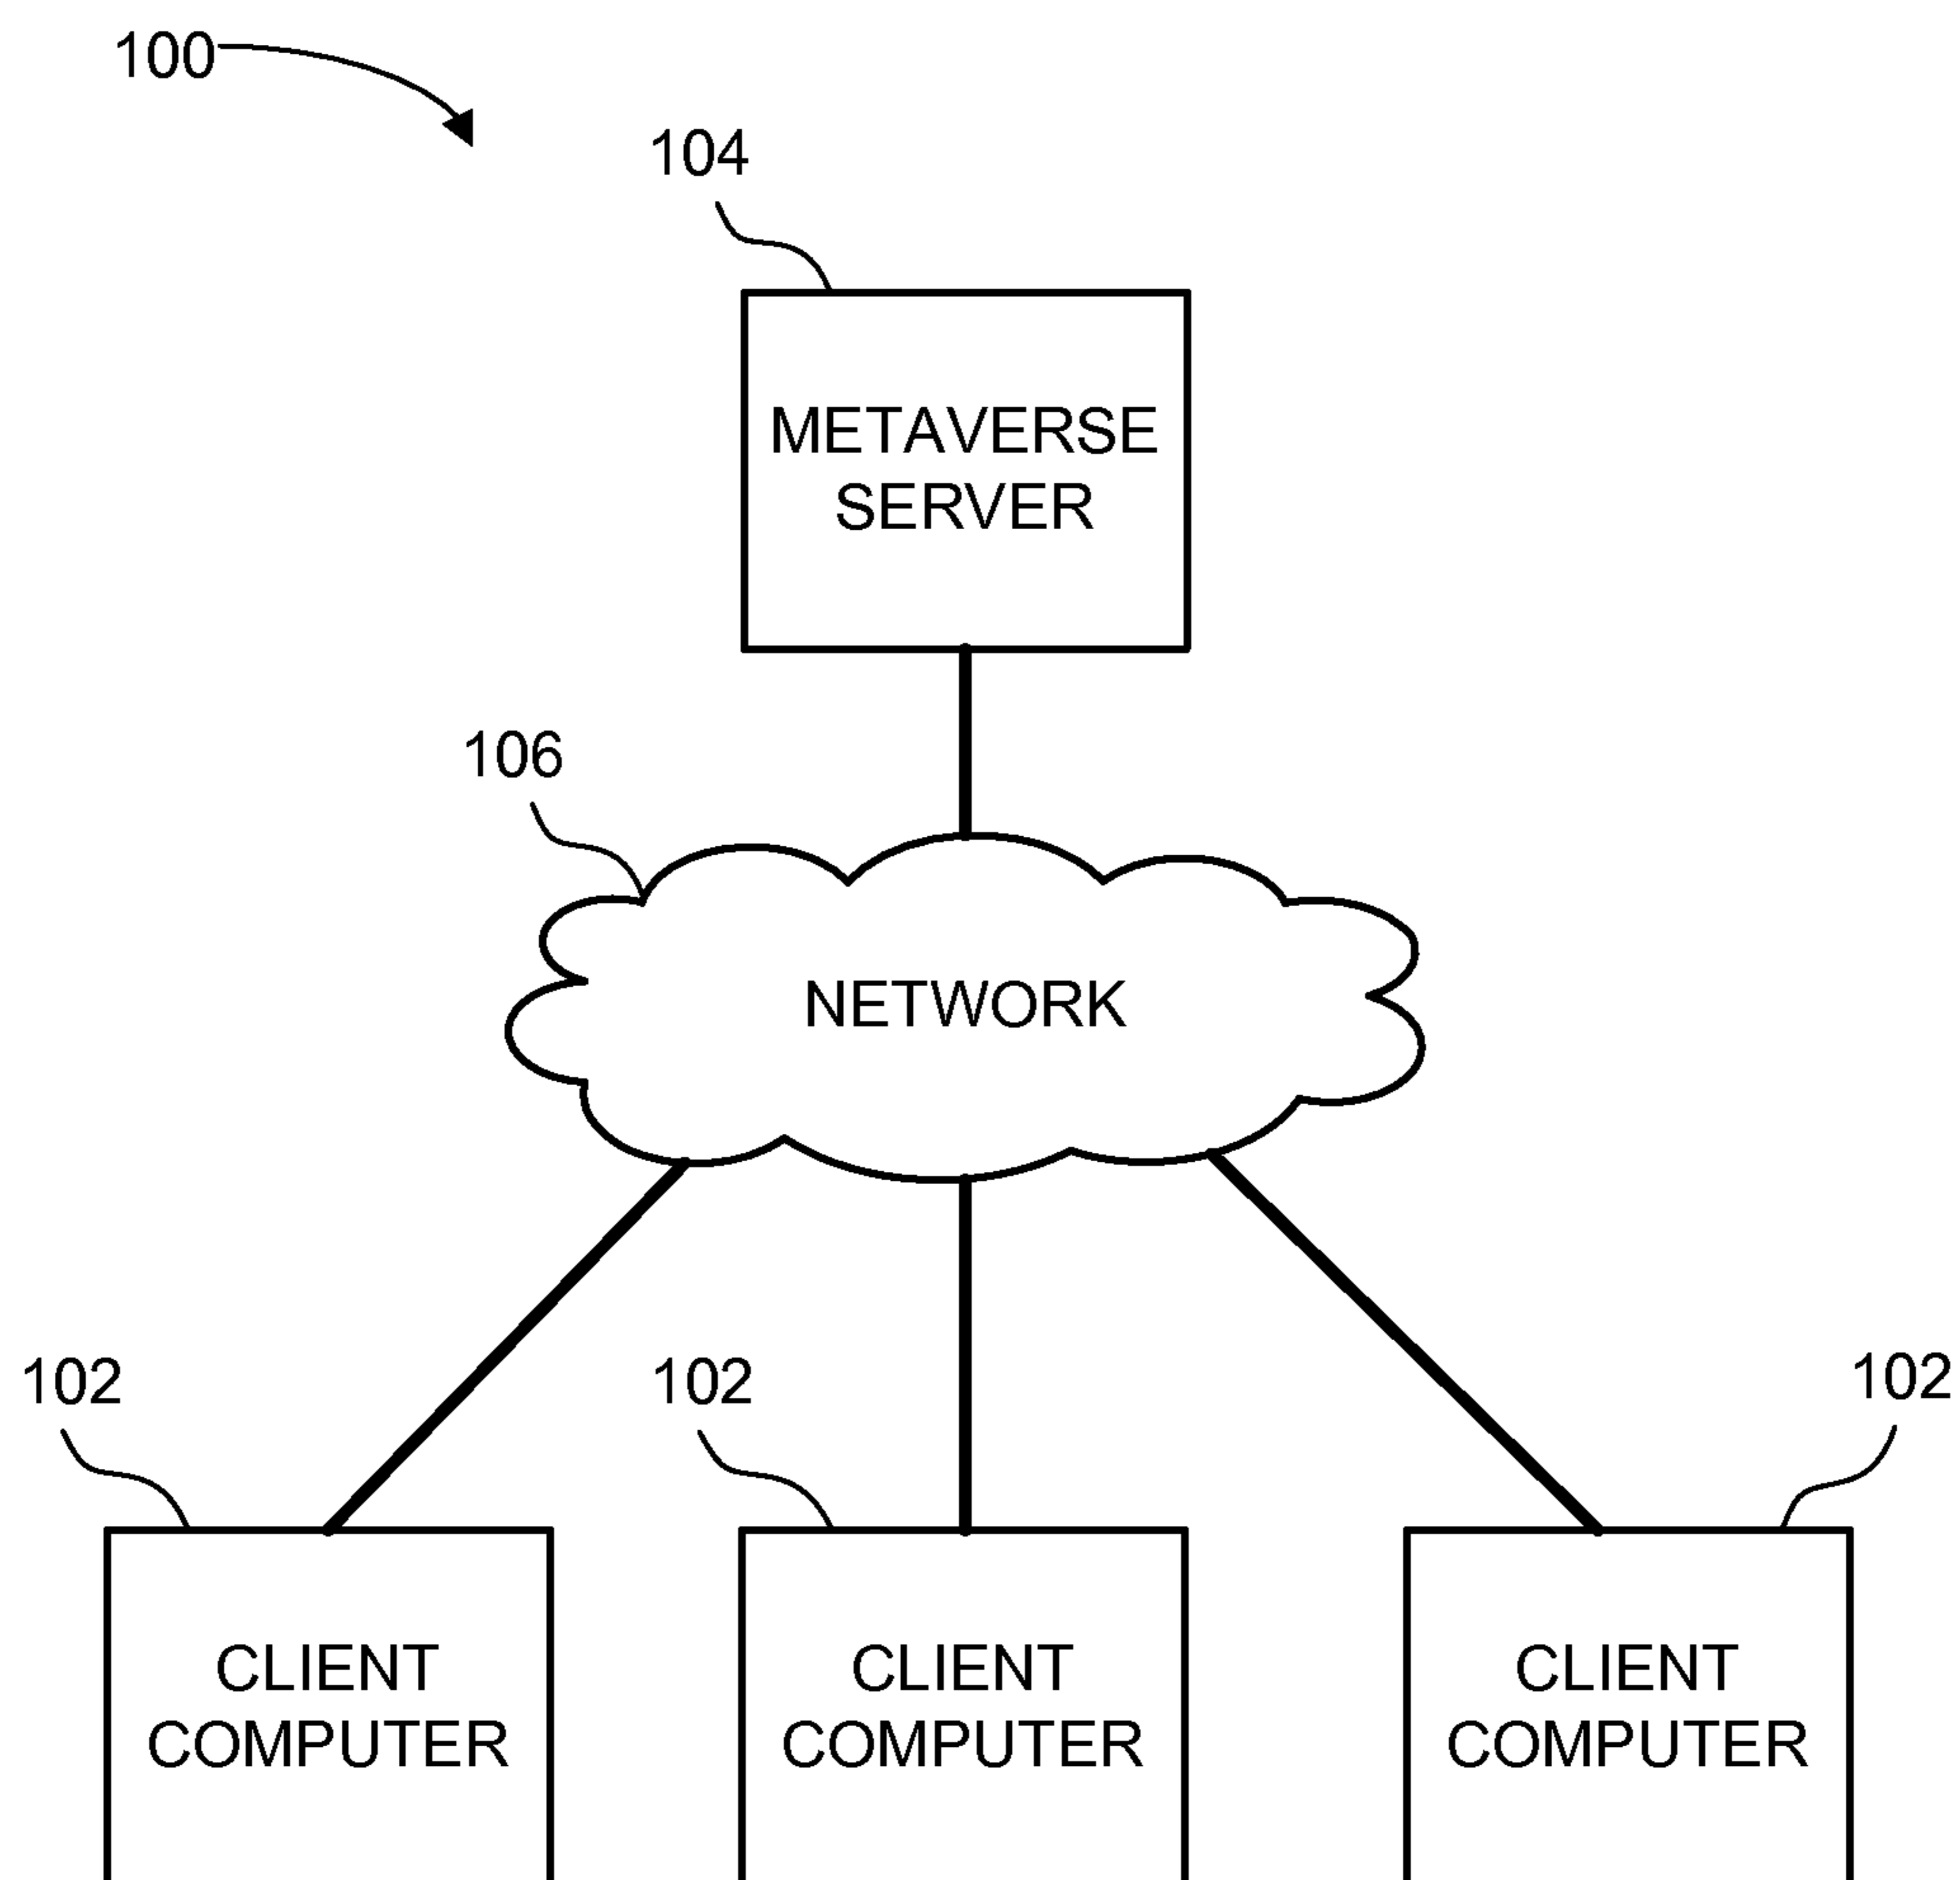 100
104
METAVERSE
SERVER
106
NETWORK
102
102
102
CLIENT
COMPUTER
CLIENT
COMPUTER
CLIENT
COMPUTER